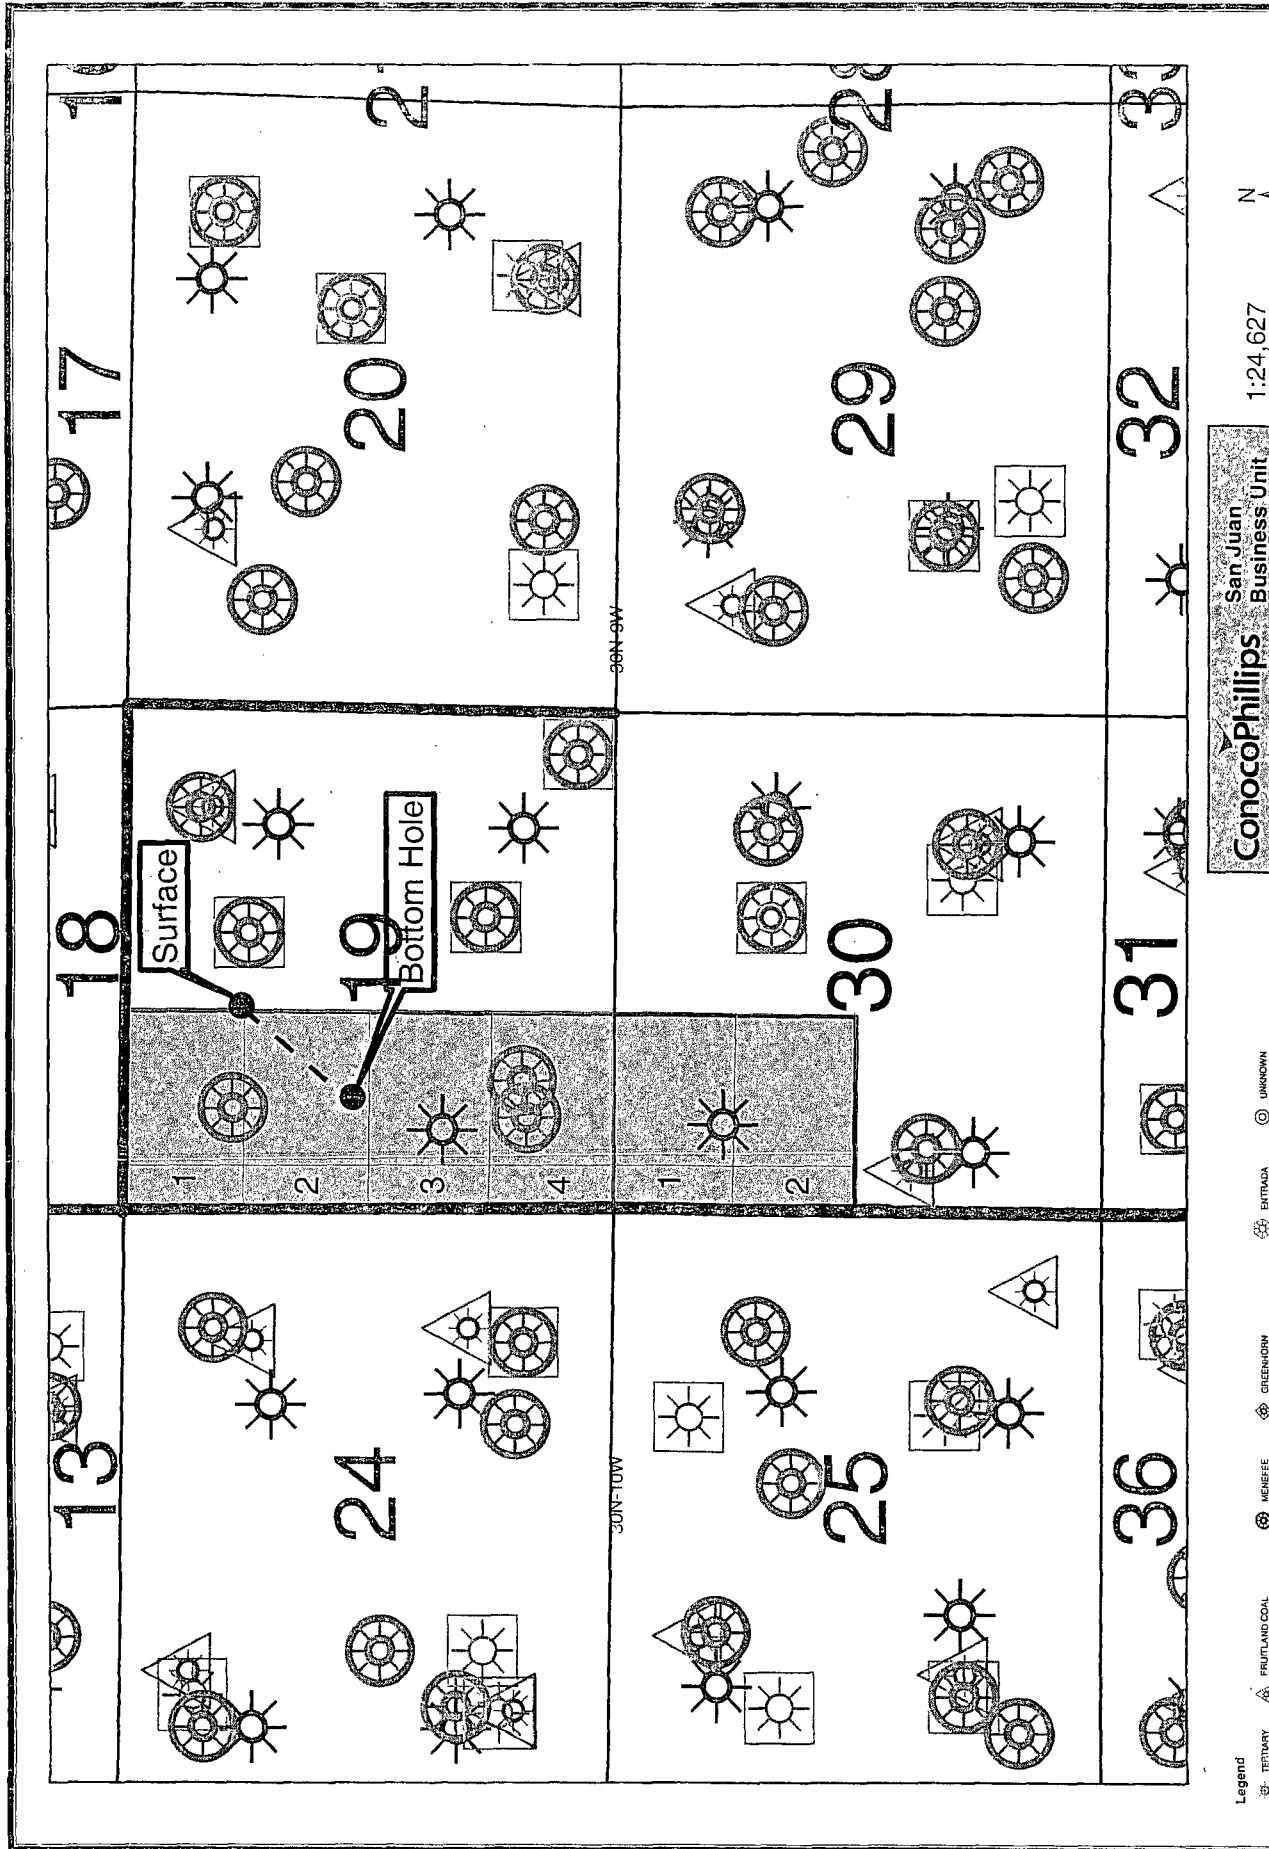 13
18
17
Surface
24
19
20
Bottom Hole
1
2
3
4
1
2
30N-10W
30N-9W
25
30
29
28
36
31
32
ConocoPhillips
San Juan
Business Unit
1:24,627
N
Legend
TERTIARY
FRUITLAND COAL
MENEFEE
GREENHORN
ENTRADA
UNKNOWN